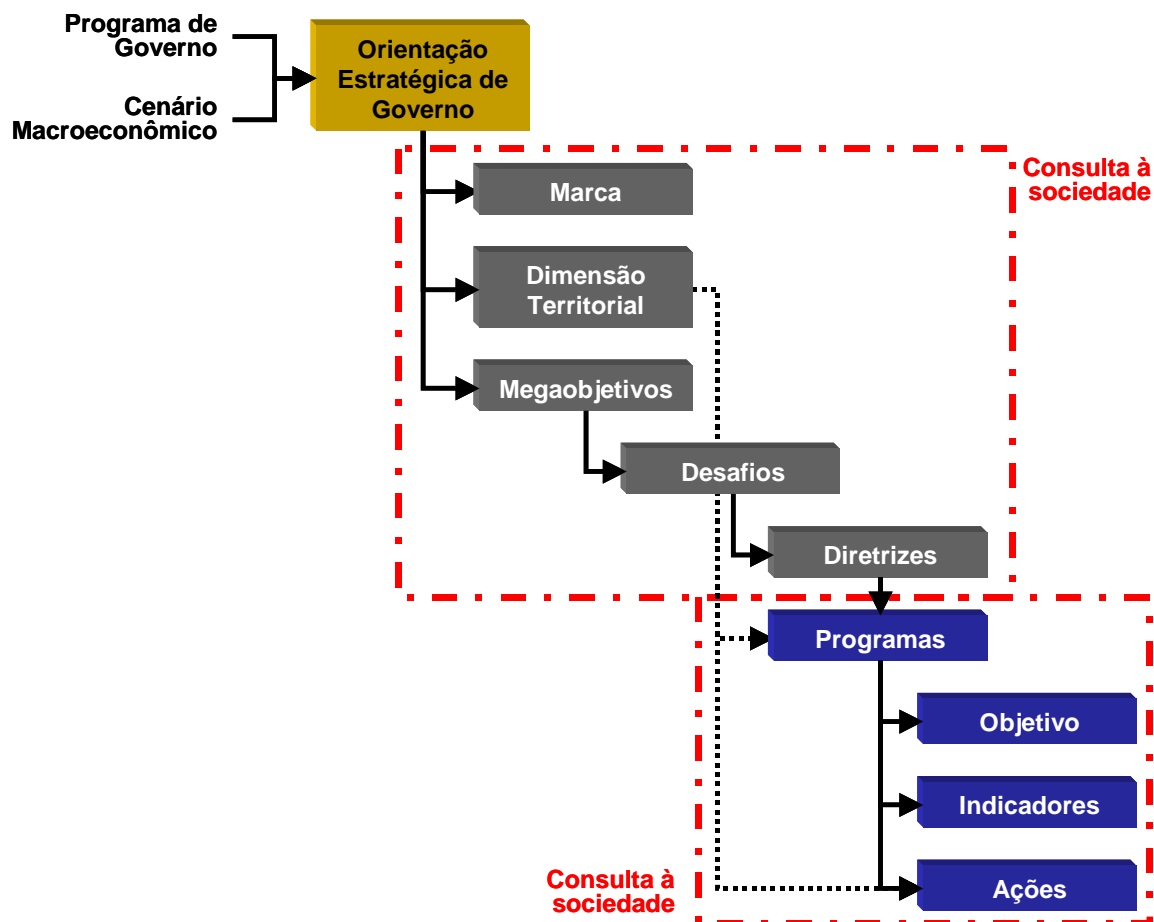 Programa de
Governo
Cenário
Macroeconômico
Orientação
Estratégica de
Governo
Consulta à
sociedade
Marca
Dimensão
Territorial
Megaobjetivos
Desafios
Diretrizes
Programas
Objetivo
Indicadores
Ações
Consulta à
sociedade